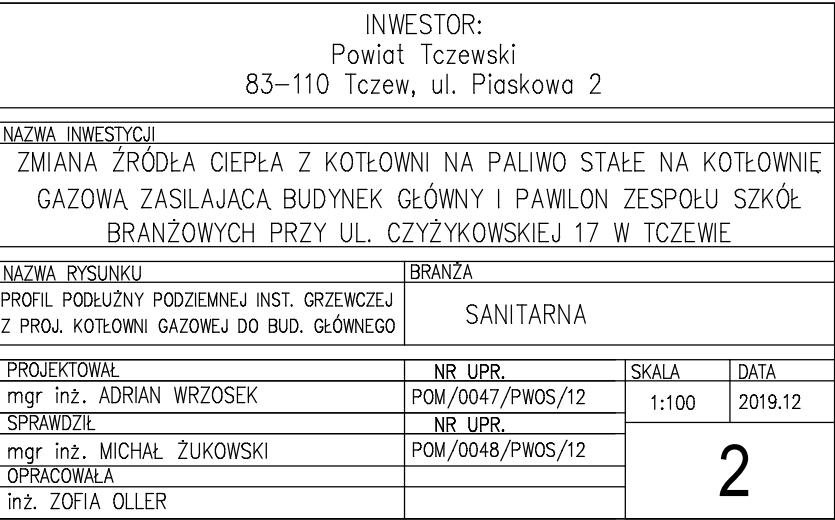 INWESTOR:
Powiat Tczewski
83-110 Tczew, ul. Piaskowa 2
NAZWA INWESTYCJI
ZMIANA ŹRÓDŁA CIEPŁA Z KOTŁOWNI NA PALIWO STAŁE NA KOTŁOWNIĘ
GAZOWĄ ZASILAJĄCĄ BUDYNEK GŁÓWNY I PAWILON ZESPOŁU SZKÓŁ
BRANŻOWYCH PRZY UL. CZYŻYKOWSKIEJ 17 W TCZEWIE
NAZWA RYSUNKU
BRANŻA
PROFIL PODŁUŻNY PODZIEMNEJ INST. GRZEWCZEJ
Z PROJ. KOTŁOWNI GAZOWEJ DO BUD. GŁÓWNEGO
SANITARNA
PROJEKTOWAŁ
NR UPR.
SKALA
DATA
mgr inż. ADRIAN WRZOSEK
POM/0047/PWOS/12
1:100
2019.12
SPRAWDZIŁ
NR UPR.
mgr inż. MICHAŁ ŻUKOWSKI
POM/0048/PWOS/12
2
OPRACOWAŁA
inż. ZOFIA OLLER